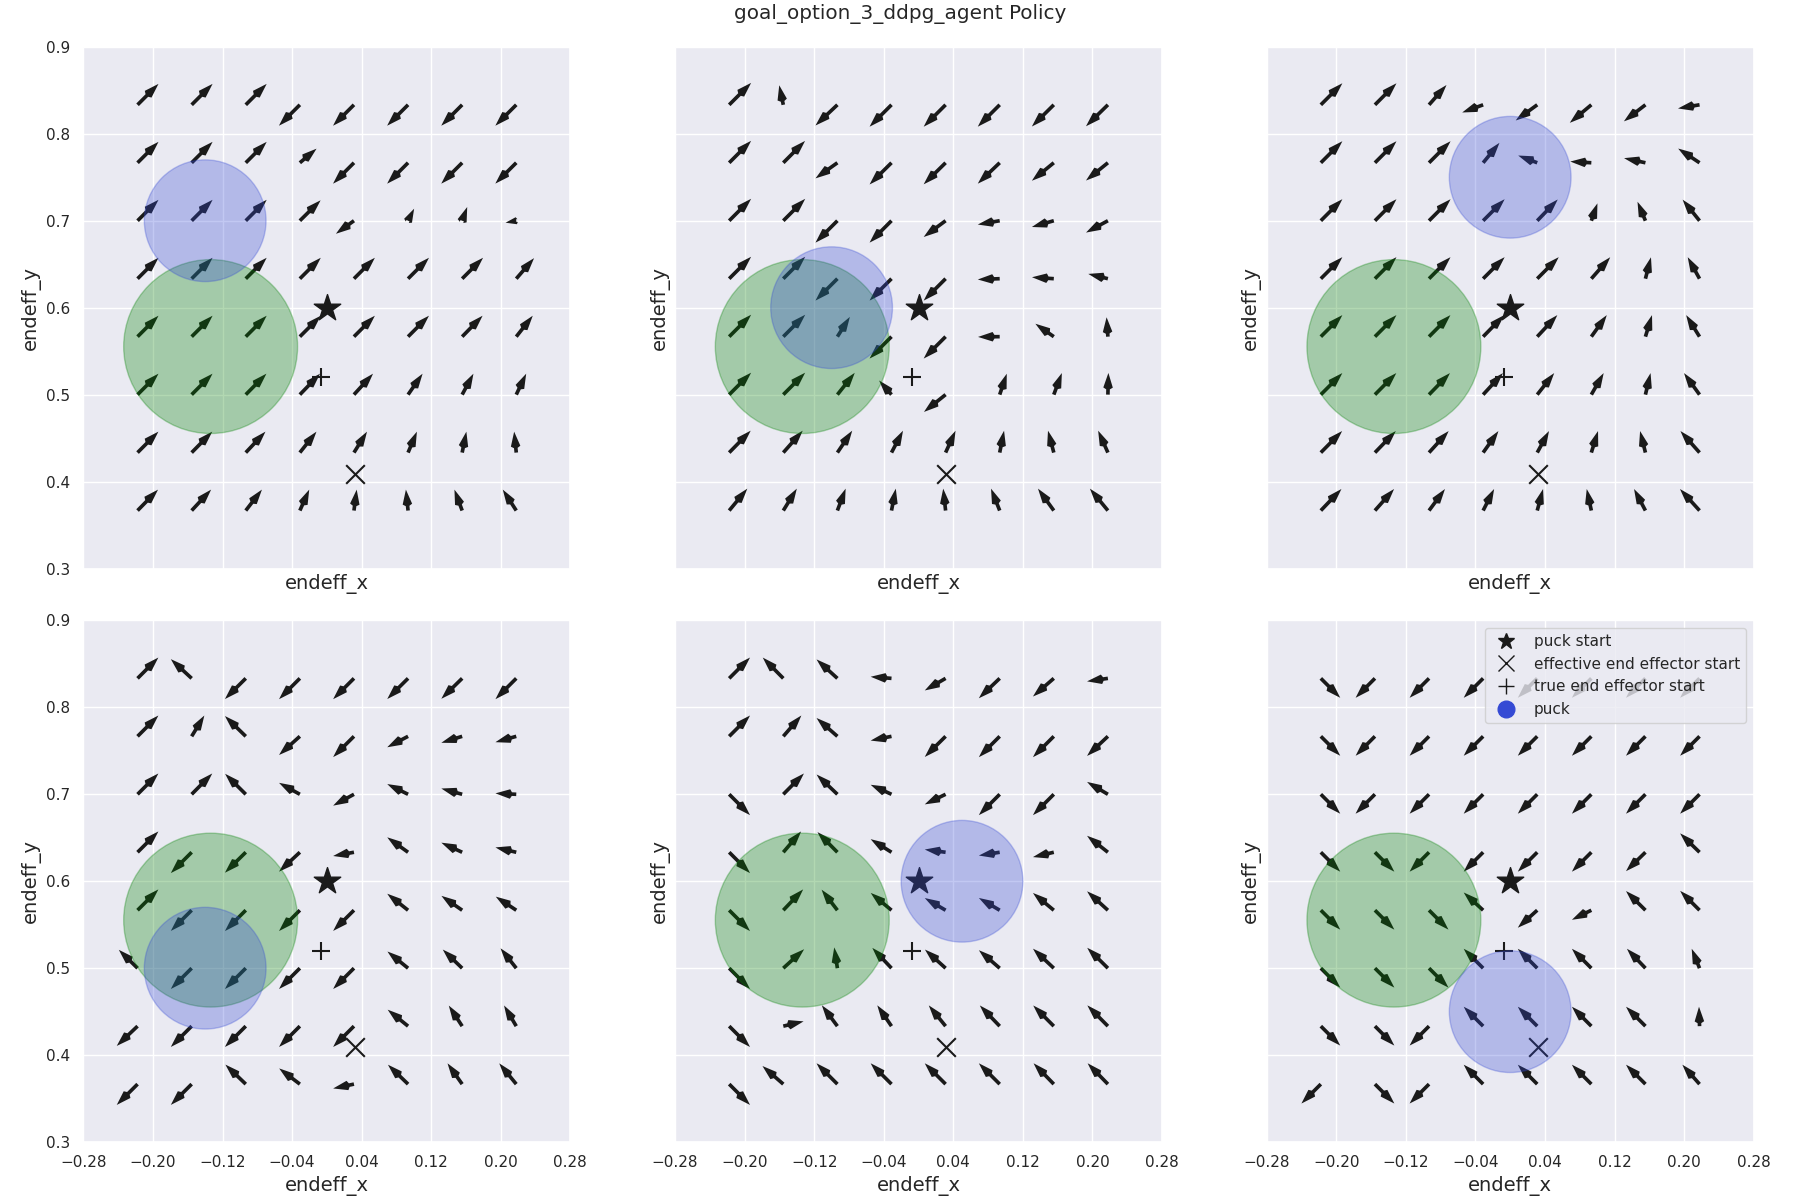 goal_option_3_ddpg_agent Policy
0.9
0.8
0.7
0.6
0.5
0.4
0.3
endeff_y
endeff_x
endeff_y
endeff_x
endeff_y
endeff_x
0.9
0.8
0.7
0.6
0.5
0.4
0.3
endeff_y
−0.28 −0.20 −0.12 −0.04 0.04 0.12 0.20 0.28
endeff_x
endeff_y
−0.28 −0.20 −0.12 −0.04 0.04 0.12 0.20 0.28
endeff_x
puck start
effective end effector start
true end effector start
puck
endeff_y
−0.28 −0.20 −0.12 −0.04 0.04 0.12 0.20 0.28
endeff_x